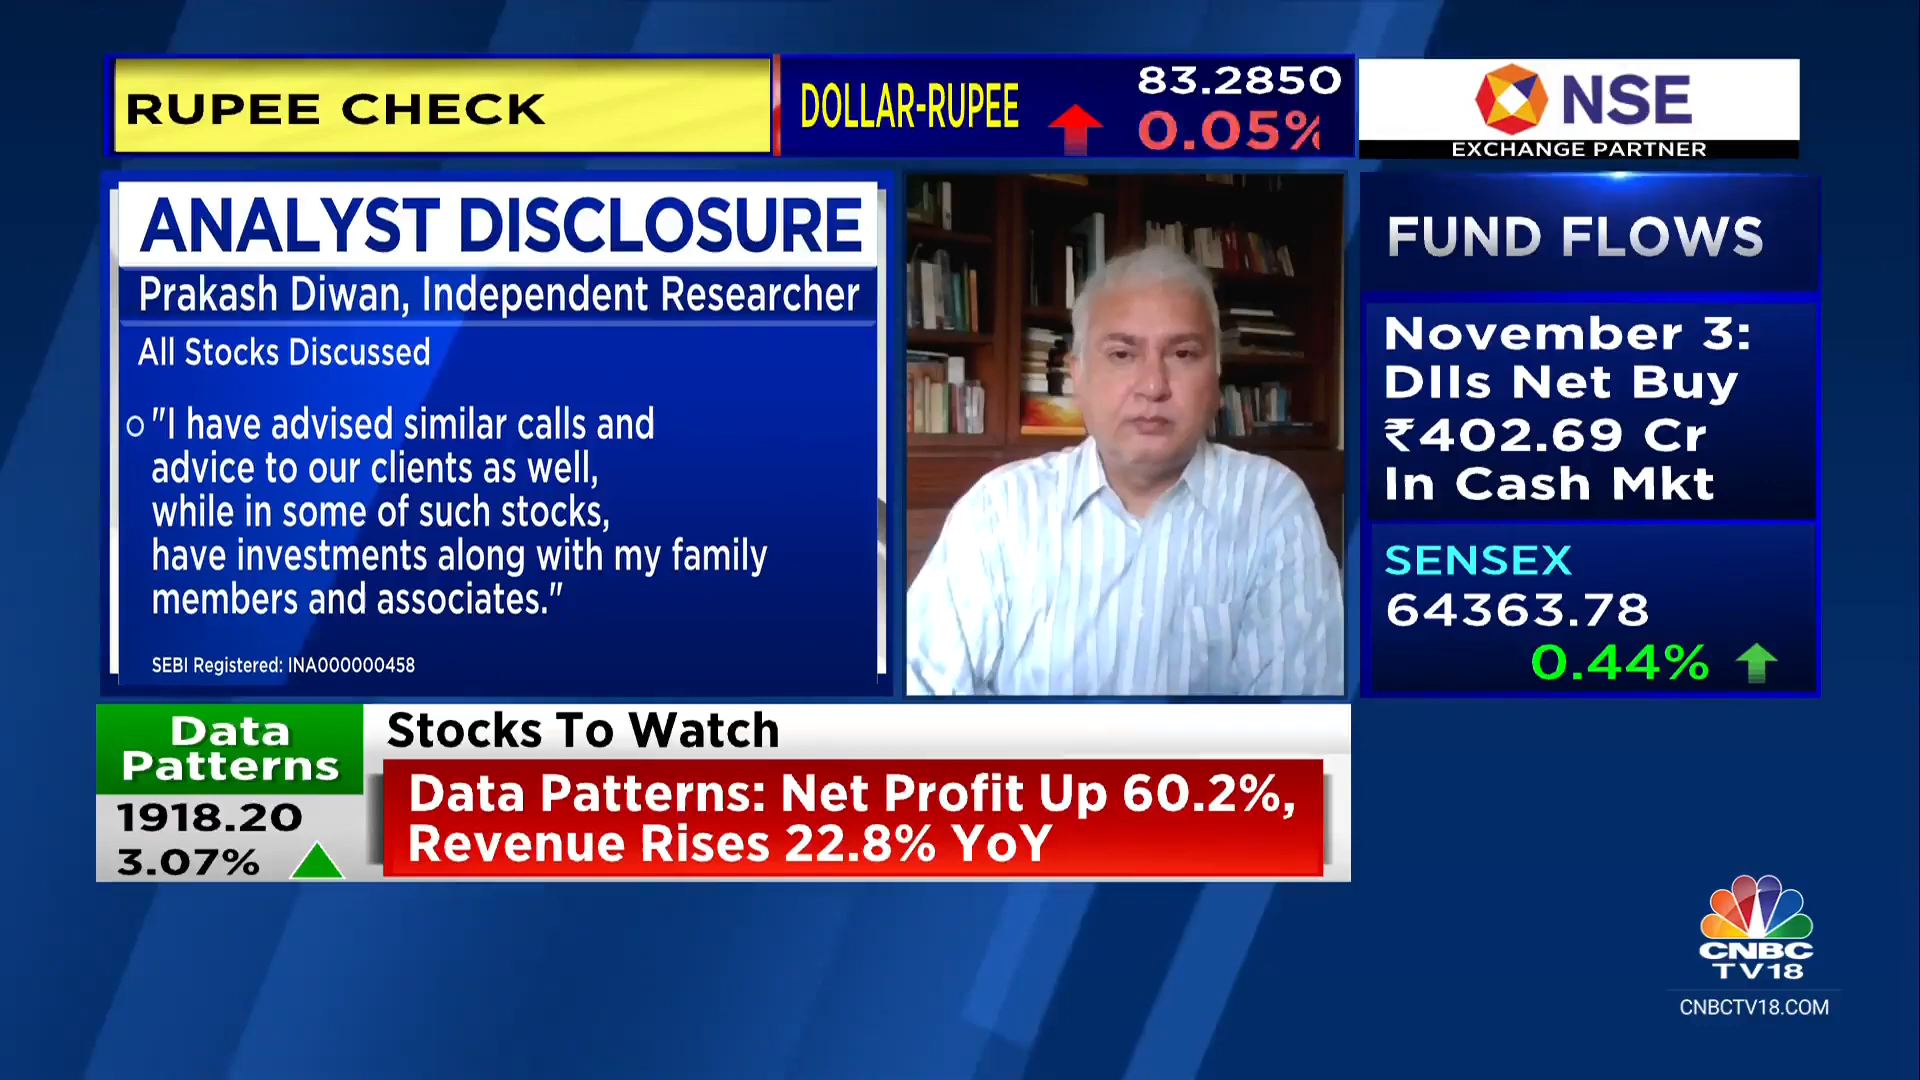 RUPEE CHECK
DOLLAR-RUPEE
83.2850
0.05%
NSE
EXCHANGE PARTNER
ANALYST DISCLOSURE
Prakash Diwan, Independent Researcher
All Stocks Discussed
"I have advised similar calls and
advice to our clients as well,
while in some of such stocks,
have investments along with my family
members and associates."
SEBI Registered: INA000000458
FUND FLOWS
November 3:
DIIs Net Buy
₹402.69 Cr
In Cash Mkt
SENSEX
64363.78
0.44%
Data
Patterns
1918.20
3.07%
Stocks To Watch
Data Patterns: Net Profit Up 60.2%,
Revenue Rises 22.8% YoY
CNBC
TV18
CNBCTV18.COM